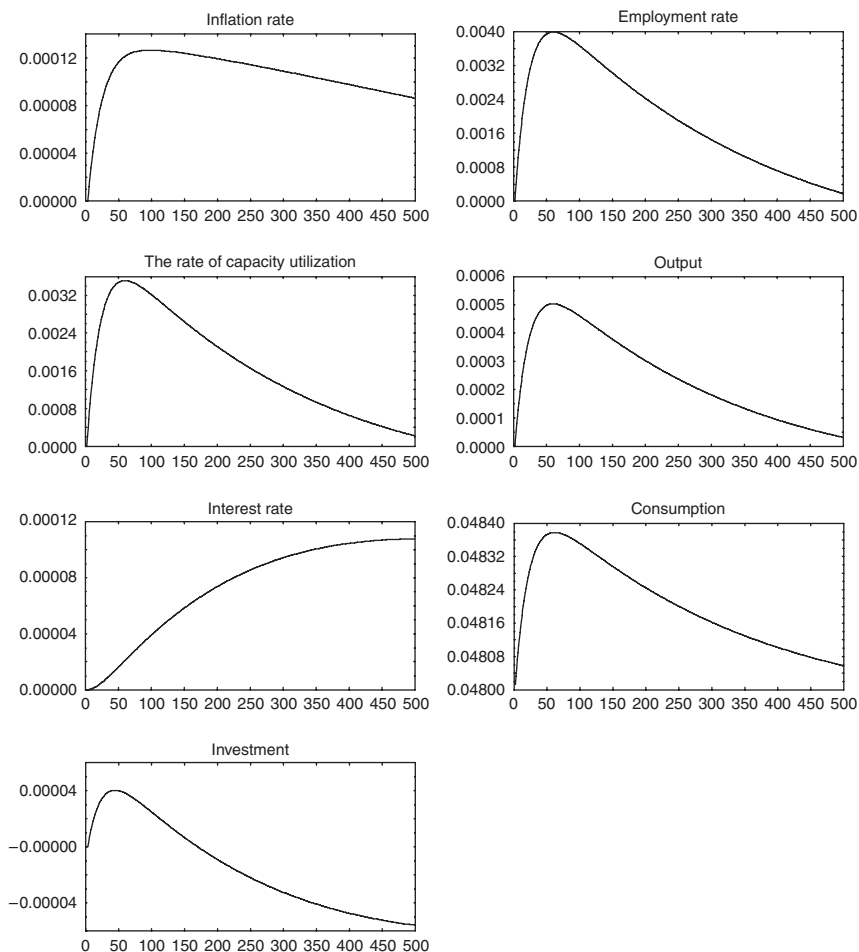 Inflation rate
0.00012
0.00008
0.00004
0.00000
0 50 100 150 200 250 300 350 400 450 500
Employment rate
0.0040
0.0032
0.0024
0.0016
0.0008
0.0000
0 50 100 150 200 250 300 350 400 450 500
The rate of capacity utilization
0.0032
0.0024
0.0016
0.0008
0.0000
0 50 100 150 200 250 300 350 400 450 500
Output
0.0006
0.0005
0.0004
0.0003
0.0002
0.0001
0.0000
0 50 100 150 200 250 300 350 400 450 500
Interest rate
0.00012
0.00008
0.00004
0.00000
0 50 100 150 200 250 300 350 400 450 500
Consumption
0.04840
0.04832
0.04824
0.04816
0.04808
0.04800
0 50 100 150 200 250 300 350 400 450 500
Investment
0.00004
−0.00000
−0.00004
0 50 100 150 200 250 300 350 400 450 500